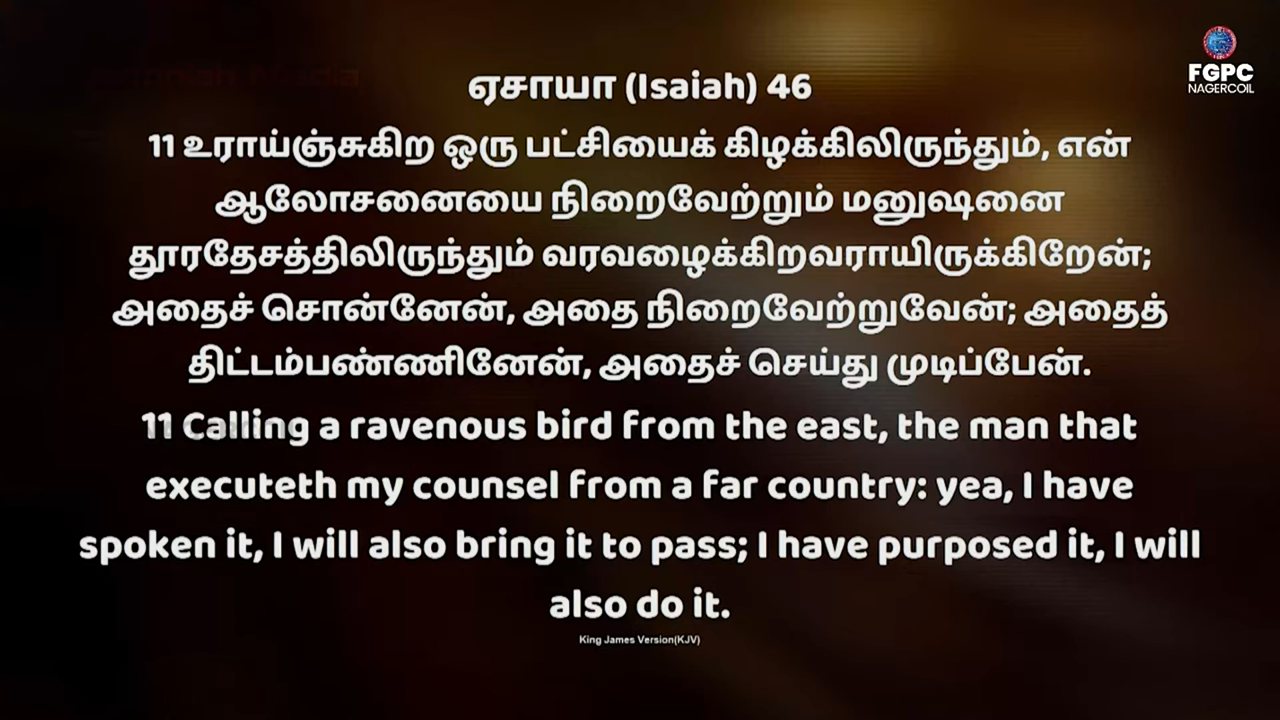 FGPC
NAGERCOIL
ஏசாயா (Isaiah) 46
11 உராய்ஞ்சுகிற ஒரு பட்சியைக் கிழக்கிலிருந்தும், என்
ஆலோசனையை நிறைவேற்றும் மனுஷனை
தூரதேசத்திலிருந்தும் வரவழைக்கிறவராயிருக்கிறேன்;
அதைச் சொன்னேன், அதை நிறைவேற்றுவேன்; அதைத்
திட்டம்பண்ணினேன், அதைச் செய்து முடிப்பேன்.
11 Calling a ravenous bird from the east, the man that
executeth my counsel from a far country: yea, I have
spoken it, I will also bring it to pass; I have purposed it, I will
also do it.
King James Version(KJV)